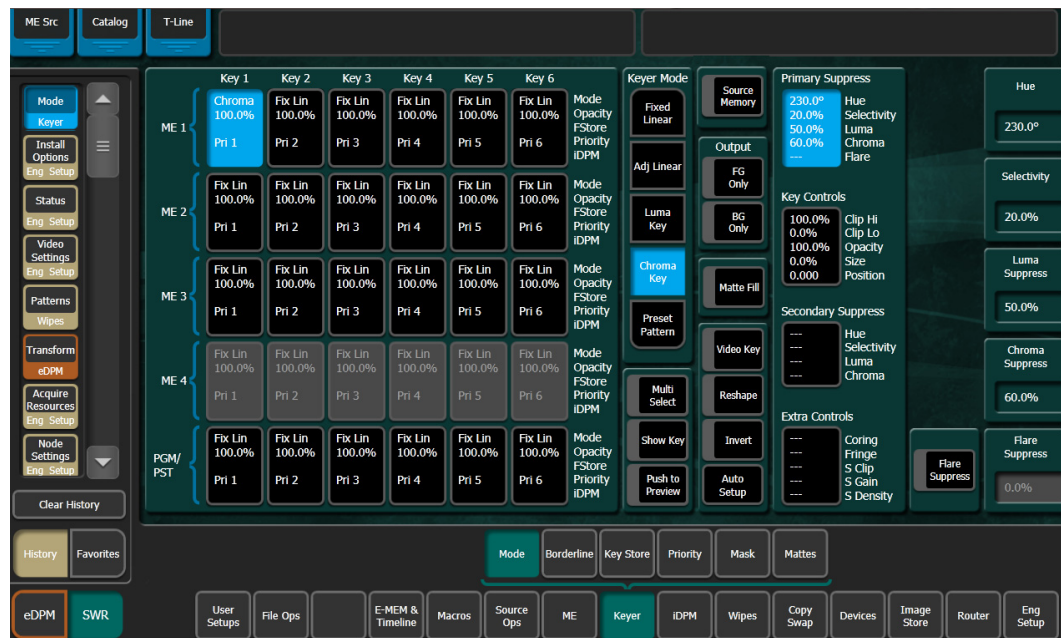 ME Src Catalog T-Line
Mode
Keyer
Install
Options
Eng Setup
Status
Eng Setup
Video
Settings
Eng Setup
Patterns
Wipes
Transform
eDPM
Acquire
Resources
Eng Setup
Node
Settings
Eng Setup
Clear History
History Favorites
eDPM SWR
Key 1 Key 2 Key 3 Key 4 Key 5 Key 6
ME 1
Chroma Fix Lin Fix Lin Fix Lin Fix Lin Fix Lin Mode
100.0% 100.0% 100.0% 100.0% 100.0% 100.0% Opacity
FStore
Pri 1 Pri 2 Pri 3 Pri 4 Pri 5 Pri 6 Priority
iDPM
ME 2
Fix Lin Fix Lin Fix Lin Fix Lin Fix Lin Fix Lin Mode
100.0% 100.0% 100.0% 100.0% 100.0% 100.0% Opacity
FStore
Pri 1 Pri 2 Pri 3 Pri 4 Pri 5 Pri 6 Priority
iDPM
ME 3
Fix Lin Fix Lin Fix Lin Fix Lin Fix Lin Fix Lin Mode
100.0% 100.0% 100.0% 100.0% 100.0% 100.0% Opacity
FStore
Pri 1 Pri 2 Pri 3 Pri 4 Pri 5 Pri 6 Priority
iDPM
ME 4
Fix Lin Fix Lin Fix Lin Fix Lin Fix Lin Fix Lin Mode
100.0% 100.0% 100.0% 100.0% 100.0% 100.0% Opacity
FStore
Pri 1 Pri 2 Pri 3 Pri 4 Pri 5 Pri 6 Priority
iDPM
PGM/
PST
Fix Lin Fix Lin Fix Lin Fix Lin Fix Lin Fix Lin Mode
100.0% 100.0% 100.0% 100.0% 100.0% 100.0% Opacity
FStore
Pri 1 Pri 2 Pri 3 Pri 4 Pri 5 Pri 6 Priority
iDPM
Keyer Mode
Fixed
Linear
Adj Linear
Luma
Key
Chroma
Key
Preset
Pattern
Multi
Select
Show Key
Push to
Preview
Source
Memory
Output
FG
Only
BG
Only
Matte Fill
Video Key
Reshape
Invert
Auto
Setup
Primary Suppress
230.0° Hue
20.0% Selectivity
50.0% Luma
60.0% Chroma
--- Flare
Key Controls
100.0% Clip Hi
0.0% Clip Lo
100.0% Opacity
0.0% Size
0.000 Position
Secondary Suppress
--- Hue
--- Selectivity
--- Luma
--- Chroma
Extra Controls
--- Coring
--- Fringe
--- S Clip
--- S Gain
--- S Density
Flare
Suppress
Hue
230.0°
Selectivity
20.0%
Luma
Suppress
50.0%
Chroma
Suppress
60.0%
Flare
Suppress
0.0%
Mode Borderline Key Store Priority Mask Mattes
User
Setups
File Ops
E-MEM &
Timeline
Macros
Source
Ops
ME
Keyer
iDPM
Wipes
Copy
Swap
Devices
Image
Store
Router
Eng
Setup